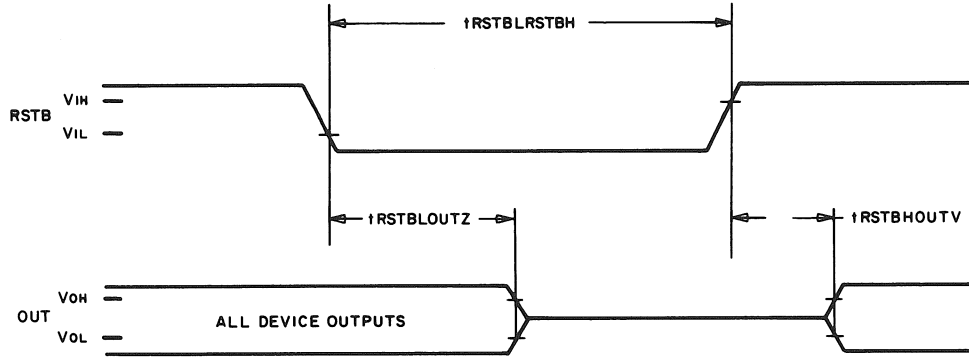 tRSTBLRSTBH
VIH
RSTB
VIL
tRSTBLOUTZ
tRSTBHOUTV
VOH
OUT
ALL DEVICE OUTPUTS
VOL